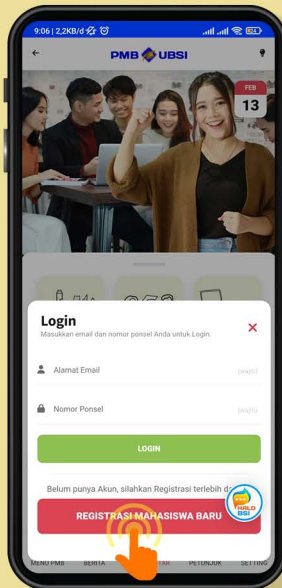 9:06 | 2,2KB/d
PMB UBSI
FEB
13
Login
Masukkan email dan nomor ponsel Anda untuk Login.
Alamat Email (wajib)
Nomor Ponsel (wajib)
LOGIN
Belum punya Akun, silahkan Registrasi terlebih
HALO
BSI
REGISTRASI MAHASISWA BARU
MENU PMB BERITA PETUNJUK SETTING